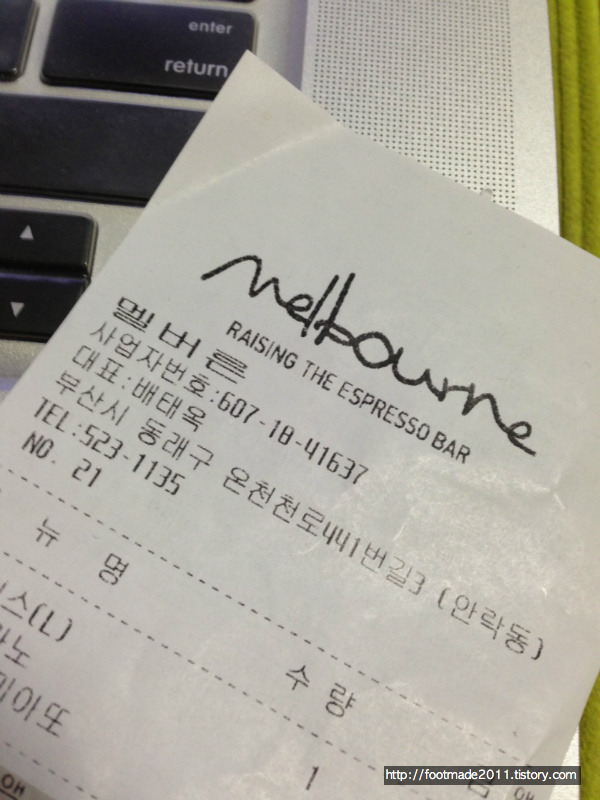 enter
return
melbourne
RAISING THE ESPRESSO BAR
멜버른
사업자번호:607-18-41637
대표:배태옥
부산시 동래구 온천천로441번길3 (안락동)
TEL:523-1135
NO. 21
뉴 명 수 량
스(L) 1
노
미아또
http://footmade2011.tistory.com